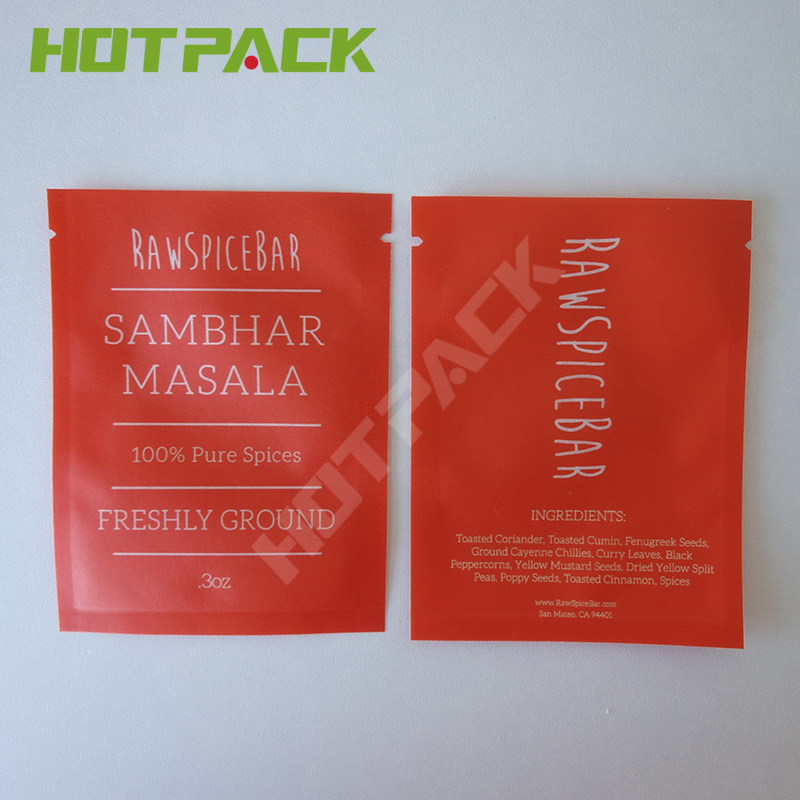 HOTPACK
RAWSPICEBAR
SAMBHAR
MASALA
100% Pure Spices
FRESHLY GROUND
.3oz
RAWSPICEBAR
INGREDIENTS:
Toasted Coriander, Toasted Cumin, Fenugreek Seeds,
Ground Cayenne Chillies, Curry Leaves, Black
Peppercorns, Yellow Mustard Seeds, Dried Yellow Split
Peas, Poppy Seeds, Toasted Cinnamon, Spices
www.RawSpiceBar.com
San Mateo, CA 94401
HOTPACK